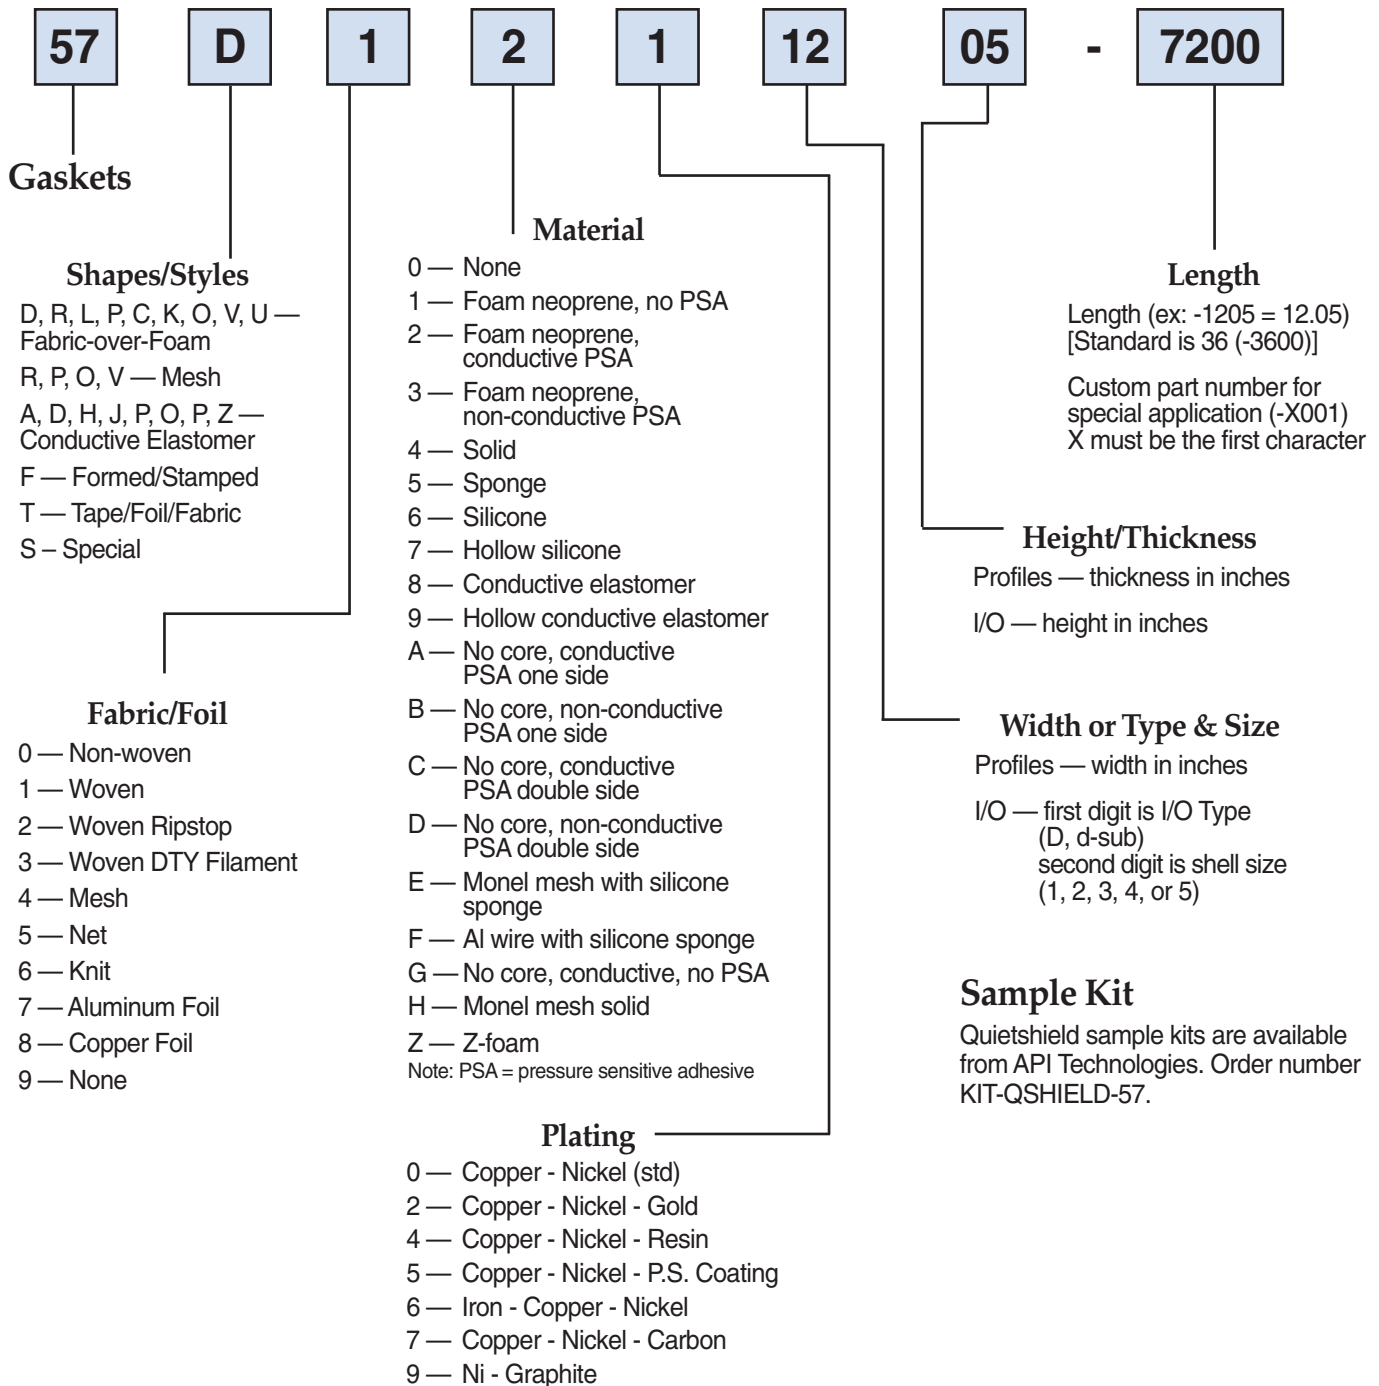 57 D 1 2 1 12 05 - 7200
Gaskets
Shapes/Styles
D, R, L, P, C, K, O, V, U —
Fabric-over-Foam
R, P, O, V — Mesh
A, D, H, J, P, O, P, Z —
Conductive Elastomer
F — Formed/Stamped
T — Tape/Foil/Fabric
S – Special
Fabric/Foil
0 — Non-woven
1 — Woven
2 — Woven Ripstop
3 — Woven DTY Filament
4 — Mesh
5 — Net
6 — Knit
7 — Aluminum Foil
8 — Copper Foil
9 — None
Material
0 — None
1 — Foam neoprene, no PSA
2 — Foam neoprene,
conductive PSA
3 — Foam neoprene,
non-conductive PSA
4 — Solid
5 — Sponge
6 — Silicone
7 — Hollow silicone
8 — Conductive elastomer
9 — Hollow conductive elastomer
A — No core, conductive
PSA one side
B — No core, non-conductive
PSA one side
C — No core, conductive
PSA double side
D — No core, non-conductive
PSA double side
E — Monel mesh with silicone
sponge
F — Al wire with silicone sponge
G — No core, conductive, no PSA
H — Monel mesh solid
Z — Z-foam
Note: PSA = pressure sensitive adhesive
Plating
0 — Copper - Nickel (std)
2 — Copper - Nickel - Gold
4 — Copper - Nickel - Resin
5 — Copper - Nickel - P.S. Coating
6 — Iron - Copper - Nickel
7 — Copper - Nickel - Carbon
9 — Ni - Graphite
Length
Length (ex: -1205 = 12.05)
[Standard is 36 (-3600)]
Custom part number for
special application (-X001)
X must be the first character
Height/Thickness
Profiles — thickness in inches
I/O — height in inches
Width or Type & Size
Profiles — width in inches
I/O — first digit is I/O Type
(D, d-sub)
second digit is shell size
(1, 2, 3, 4, or 5)
Sample Kit
Quietshield sample kits are available
from API Technologies. Order number
KIT-QSHIELD-57.